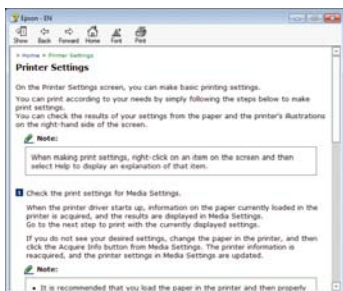 Epson - EN
Show Back Forward Home Font Print
> Home > Printer Settings
Printer Settings
On the Printer Settings screen, you can make basic printing settings.
You can print according to your needs by simply following the steps below to make
print settings.
You can check the results of your settings from the paper and the printer's illustrations
on the right-hand side of the screen.
Note:
When making print settings, right-click on an item on the screen and then
select Help to display an explanation of that item.
1 Check the print settings for Media Settings.
When the printer driver starts up, information on the paper currently loaded in the
printer is acquired, and the results are displayed in Media Settings.
Go to the next step to print with the currently displayed settings.
If you do not see your desired settings, change the paper in the printer, and then
click the Acquire Info button from Media Settings. The printer information is
reacquired, and the printer settings in Media Settings are updated.
Note:
• It is recommended that you load the paper in the printer and then properly